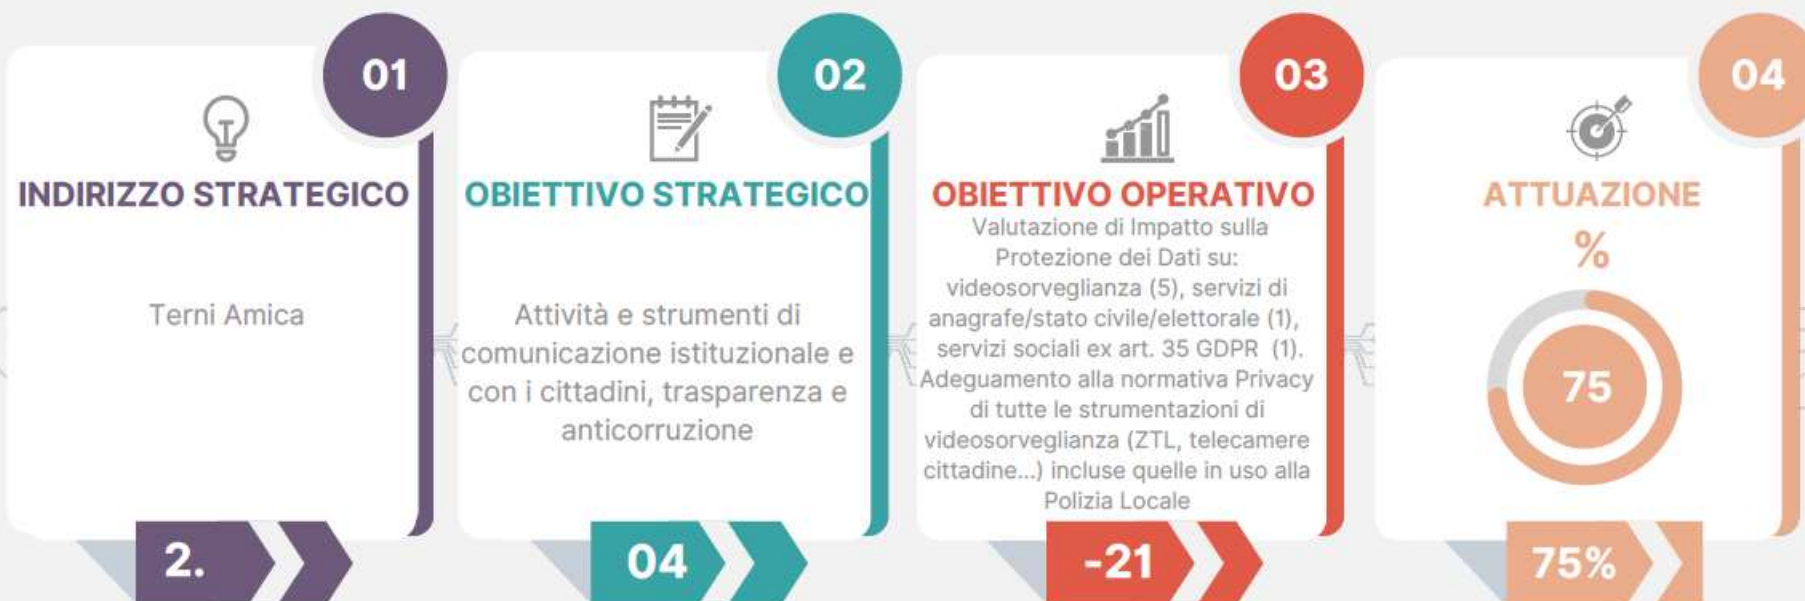 01
INDIRIZZO STRATEGICO
Terni Amica
2.
02
OBIETTIVO STRATEGICO
Attività e strumenti di
comunicazione istituzionale e
con i cittadini, trasparenza e
anticorruzione
04
03
OBIETTIVO OPERATIVO
Valutazione di Impatto sulla
Protezione dei Dati su:
videosorveglianza (5), servizi di
anagrafe/stato civile/elettorale (1),
servizi sociali ex art. 35 GDPR (1).
Adeguamento alla normativa Privacy
di tutte le strumentazioni di
videosorveglianza (ZTL, telecamere
cittadine...) incluse quelle in uso alla
Polizia Locale
-21
04
ATTUAZIONE
%
75
75%